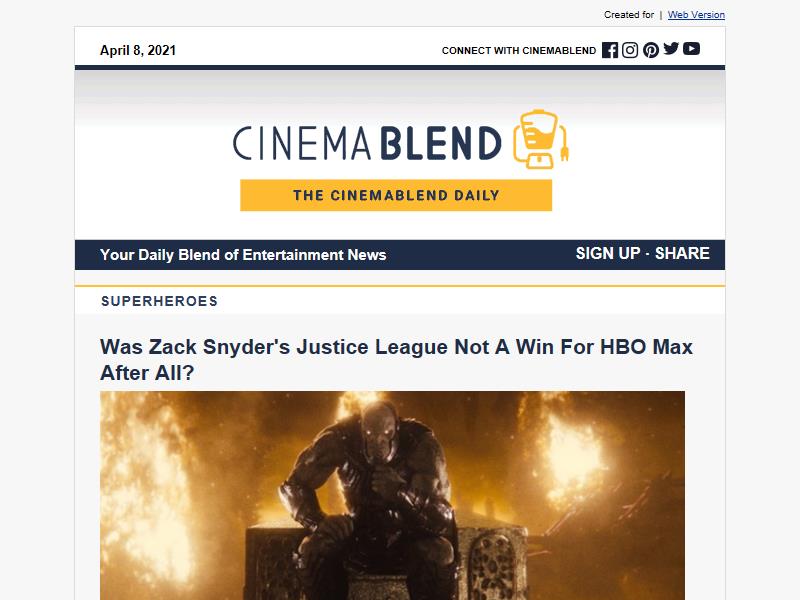 Created for | Web Version
April 8, 2021
CONNECT WITH CINEMABLEND
CINEMABLEND
THE CINEMABLEND DAILY
Your Daily Blend of Entertainment News
SIGN UP · SHARE
SUPERHEROES
Was Zack Snyder's Justice League Not A Win For HBO Max
After All?